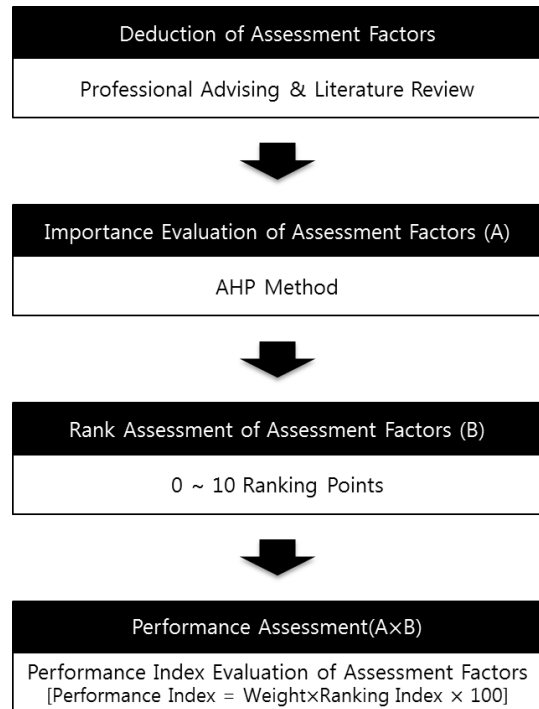 Deduction of Assessment Factors
Professional Advising & Literature Review
Importance Evaluation of Assessment Factors (A)
AHP Method
Rank Assessment of Assessment Factors (B)
0 ~ 10 Ranking Points
Performance Assessment(A×B)
Performance Index Evaluation of Assessment Factors
[Performance Index = Weight×Ranking Index × 100]